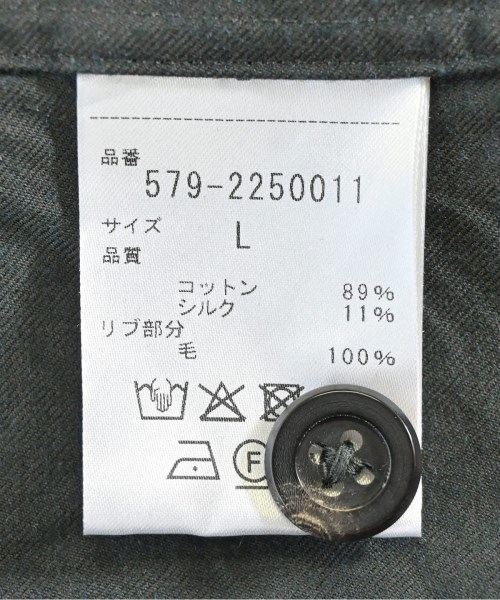 品番
579-2250011
サイズ L
品質
コットン 89%
シルク 11%
リブ部分
毛 100%
F